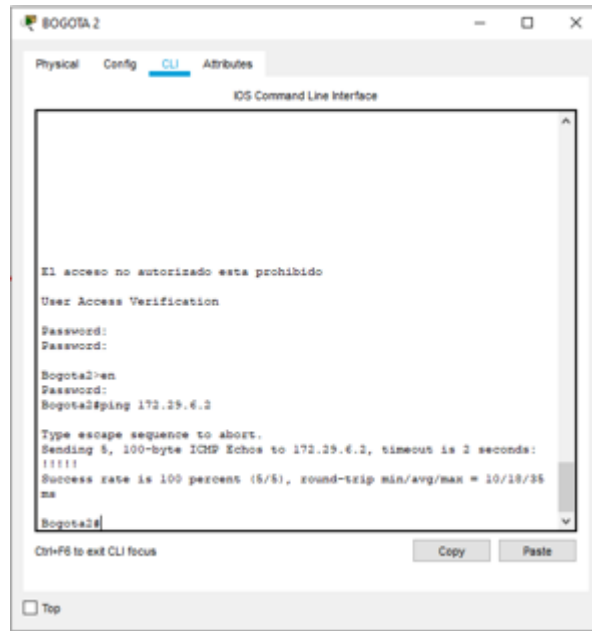 BOGOTA 2
Physical Config CLI Attributes
IOS Command Line Interface
El acceso no autorizado esta prohibido
User Access Verification
Password:
Password:
Bogota2>en
Password:
Bogota2#ping 172.29.6.2
Type escape sequence to abort.
Sending 5, 100-byte ICMP Echos to 172.29.6.2, timeout is 2 seconds:
!!!!!
Success rate is 100 percent (5/5), round-trip min/avg/max = 10/18/35
ms
Bogota2#
Ctrl+F6 to exit CLI focus
Copy Paste
Top